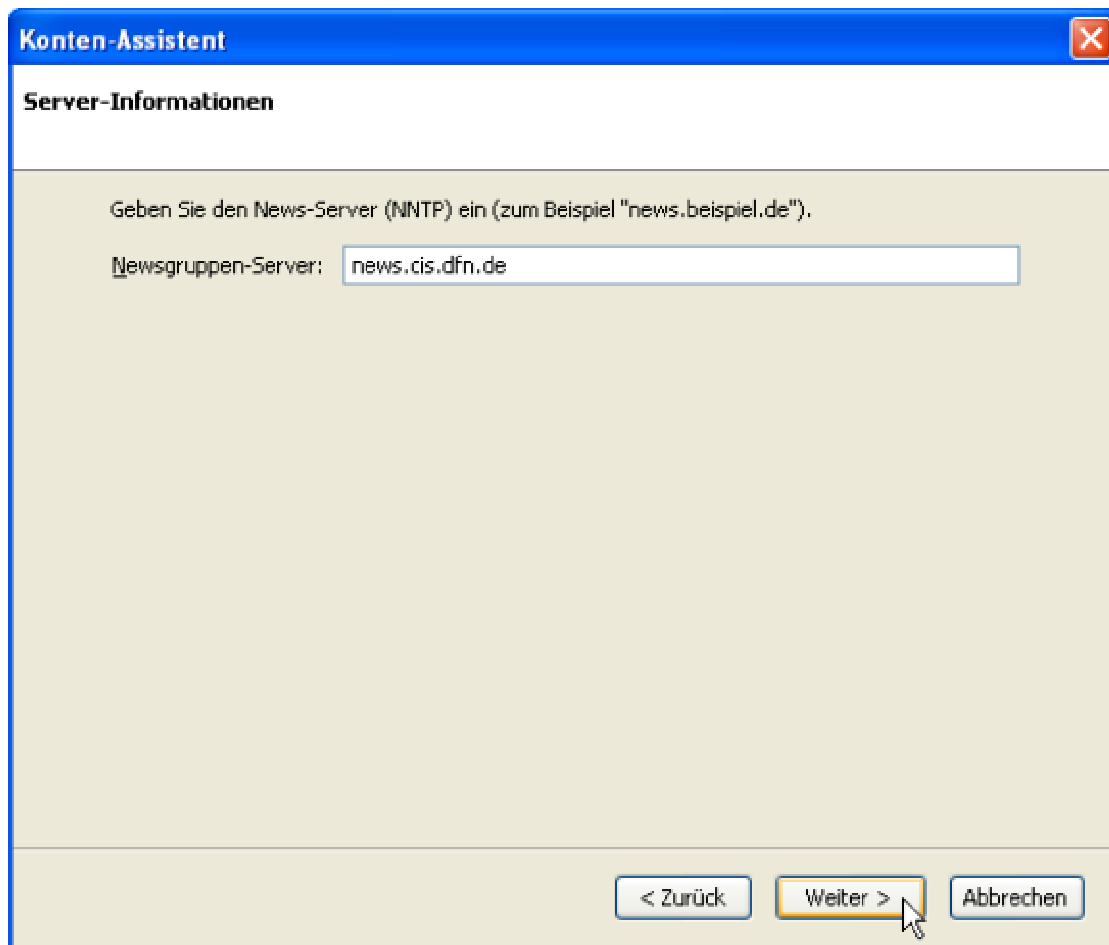 Konten-Assistent
Server-Informationen
Geben Sie den News-Server (NNTP) ein (zum Beispiel "news.beispiel.de").
Newsgruppen-Server: news.cis.dfn.de
< Zurück Weiter > Abbrechen